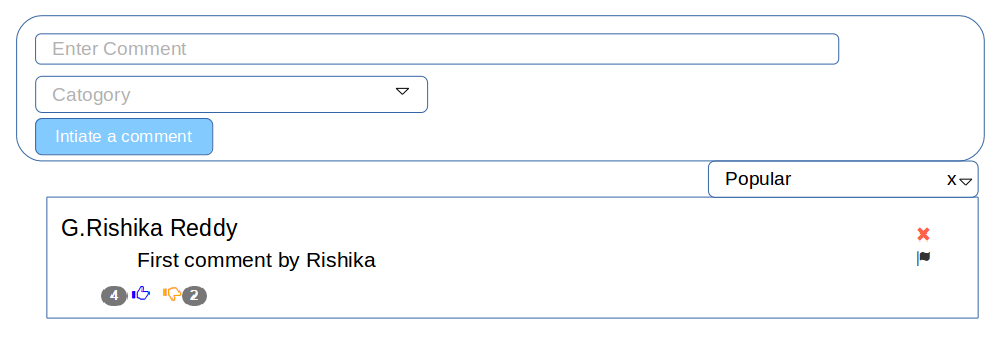 Enter Comment
Catogory
Intiate a comment
Popular x
G.Rishika Reddy
First comment by Rishika
4 2